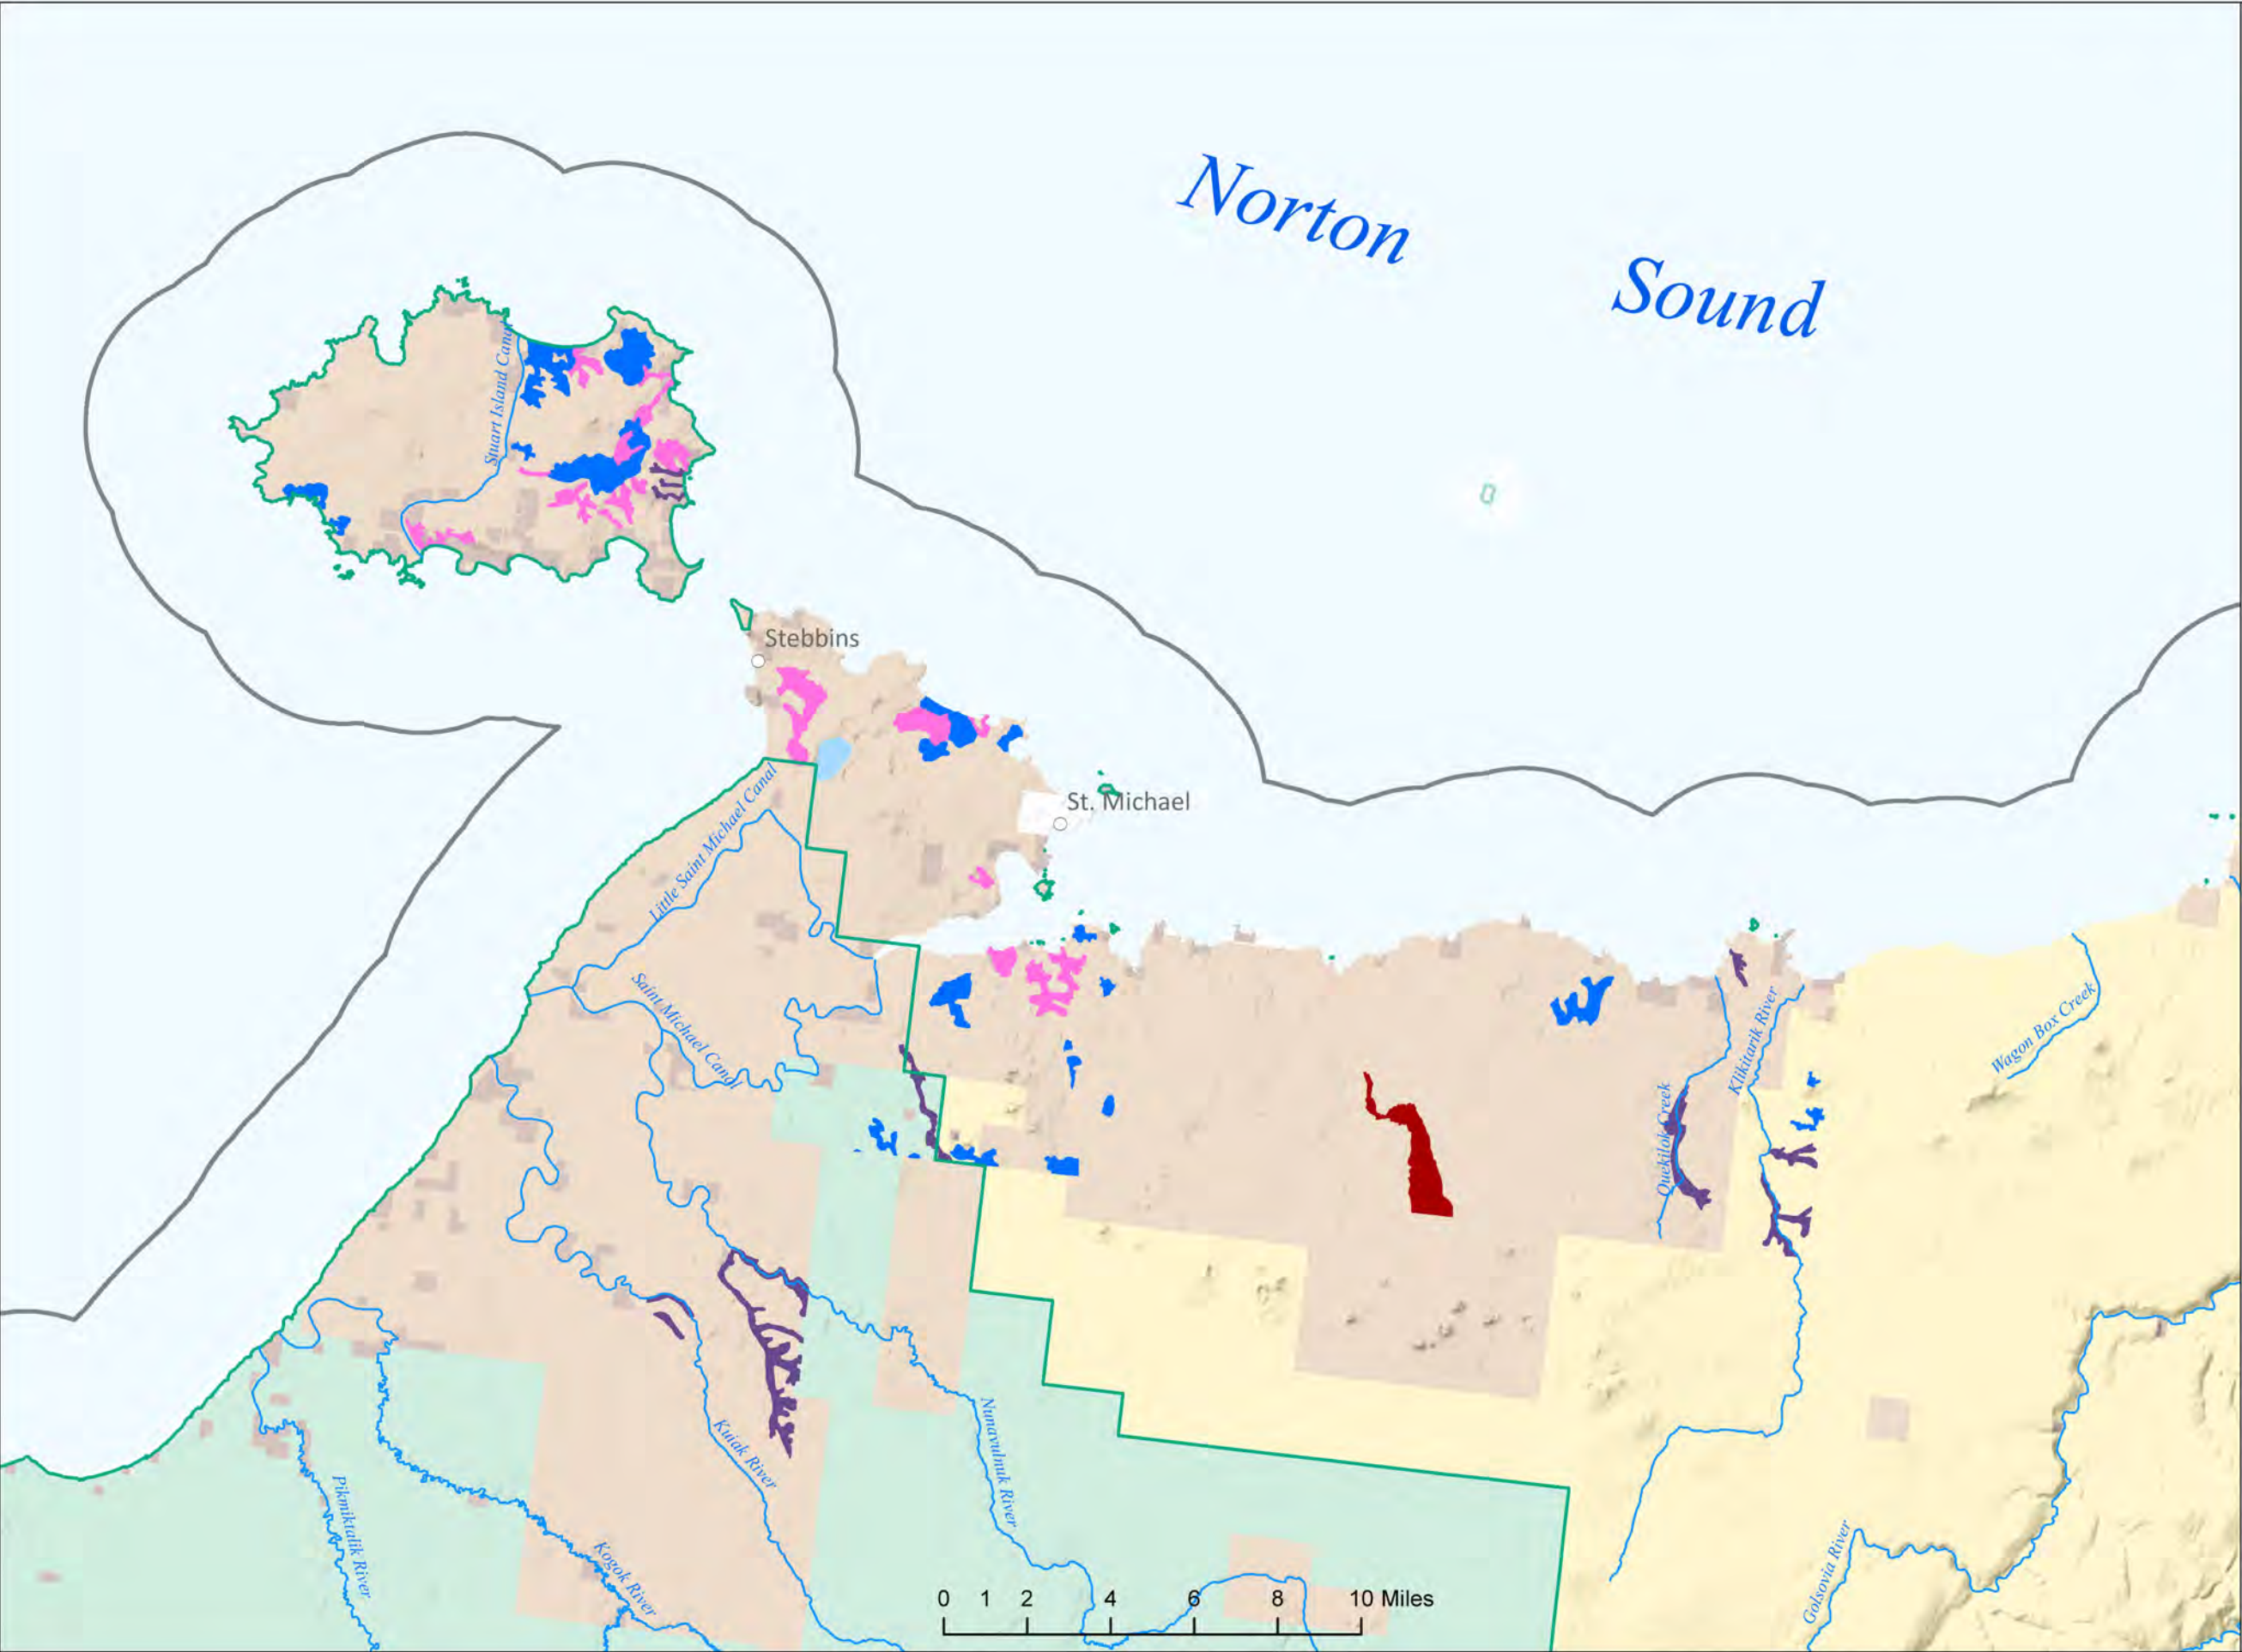 Norton
Sound
Stuart Island Canal
Stebbins
Little Saint Michael Canal
St. Michael
Saint Michael Canal
Quekilok Creek
Klikitarik River
Wagon Box Creek
Kuiak River
Nunavulnuk River
Pikmiktalik River
Kogok River
Golsovia River
0 1 2 4 6 8 10 Miles